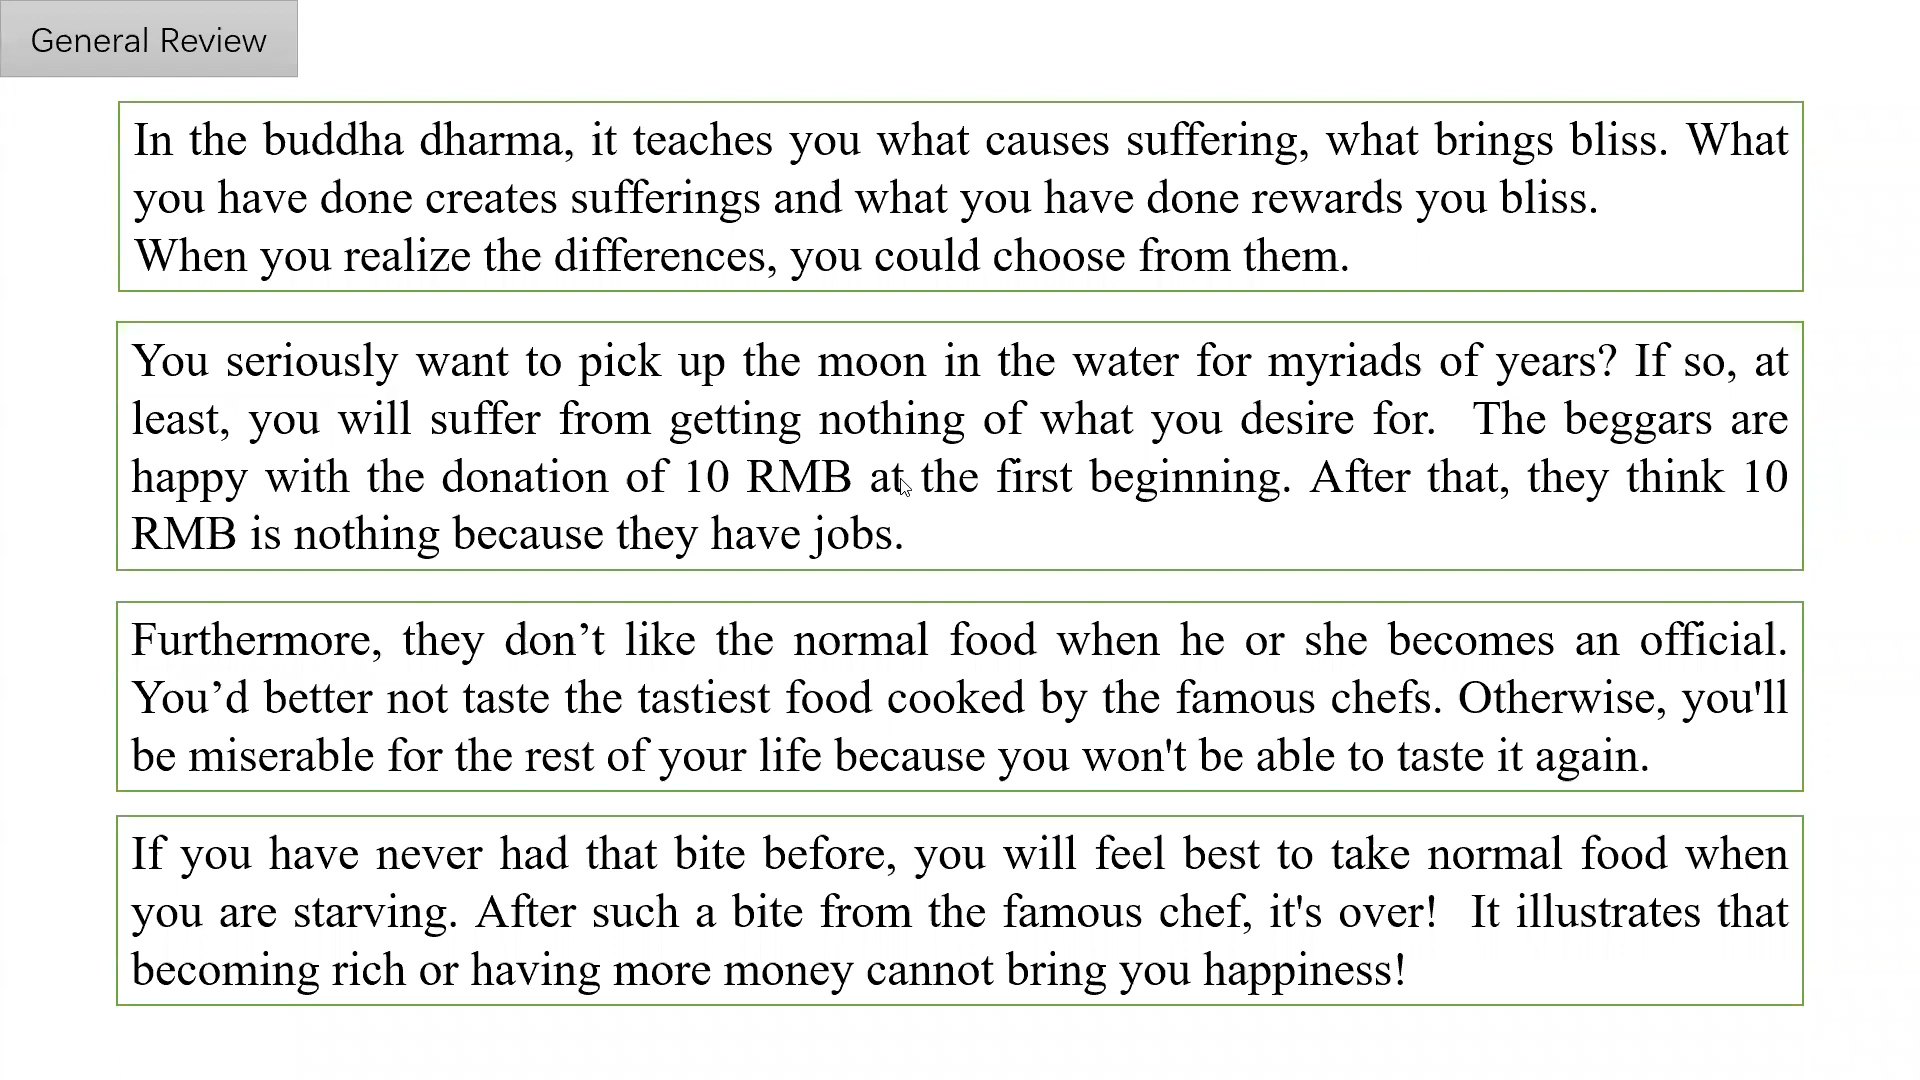 General Review
In the buddha dharma, it teaches you what causes suffering, what brings bliss. What
you have done creates sufferings and what you have done rewards you bliss.
When you realize the differences, you could choose from them.
You seriously want to pick up the moon in the water for myriads of years? If so, at
least, you will suffer from getting nothing of what you desire for.  The beggars are
happy with the donation of 10 RMB at the first beginning. After that, they think 10
RMB is nothing because they have jobs.
Furthermore, they don’t like the normal food when he or she becomes an official.
You’d better not taste the tastiest food cooked by the famous chefs. Otherwise, you'll
be miserable for the rest of your life because you won't be able to taste it again.
If you have never had that bite before, you will feel best to take normal food when
you are starving. After such a bite from the famous chef, it's over!  It illustrates that
becoming rich or having more money cannot bring you happiness!